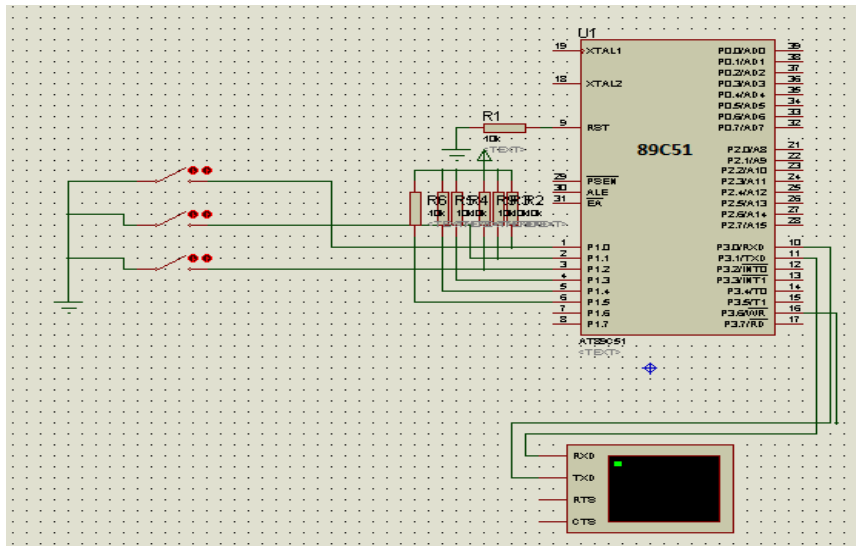 U1
19 XTAL1 P0.0/AD0 39
P0.1/AD1 38
P0.2/AD2 37
18 XTAL2 P0.3/AD3 36
P0.4/AD4 35
P0.5/AD5 34
P0.6/AD6 33
R1
10k
<TEXT>
9 RST P0.7/AD7 32
89C51
P2.0/A8 21
P2.1/A9 22
P2.2/A10 23
29 PSEN P2.3/A11 24
30 ALE P2.4/A12 25
31 EA P2.5/A13 26
P2.6/A14 27
P2.7/A15 28
R6 R5 R4 R3 R2
1 P1.0 P3.0/RXD 10
2 P1.1 P3.1/TXD 11
3 P1.2 P3.2/INT0 12
4 P1.3 P3.3/INT1 13
5 P1.4 P3.4/T0 14
6 P1.5 P3.5/T1 15
7 P1.6 P3.6/WR 16
8 P1.7 P3.7/RD 17
AT89C51
<TEXT>
RXD
TXD
RTS
CTS